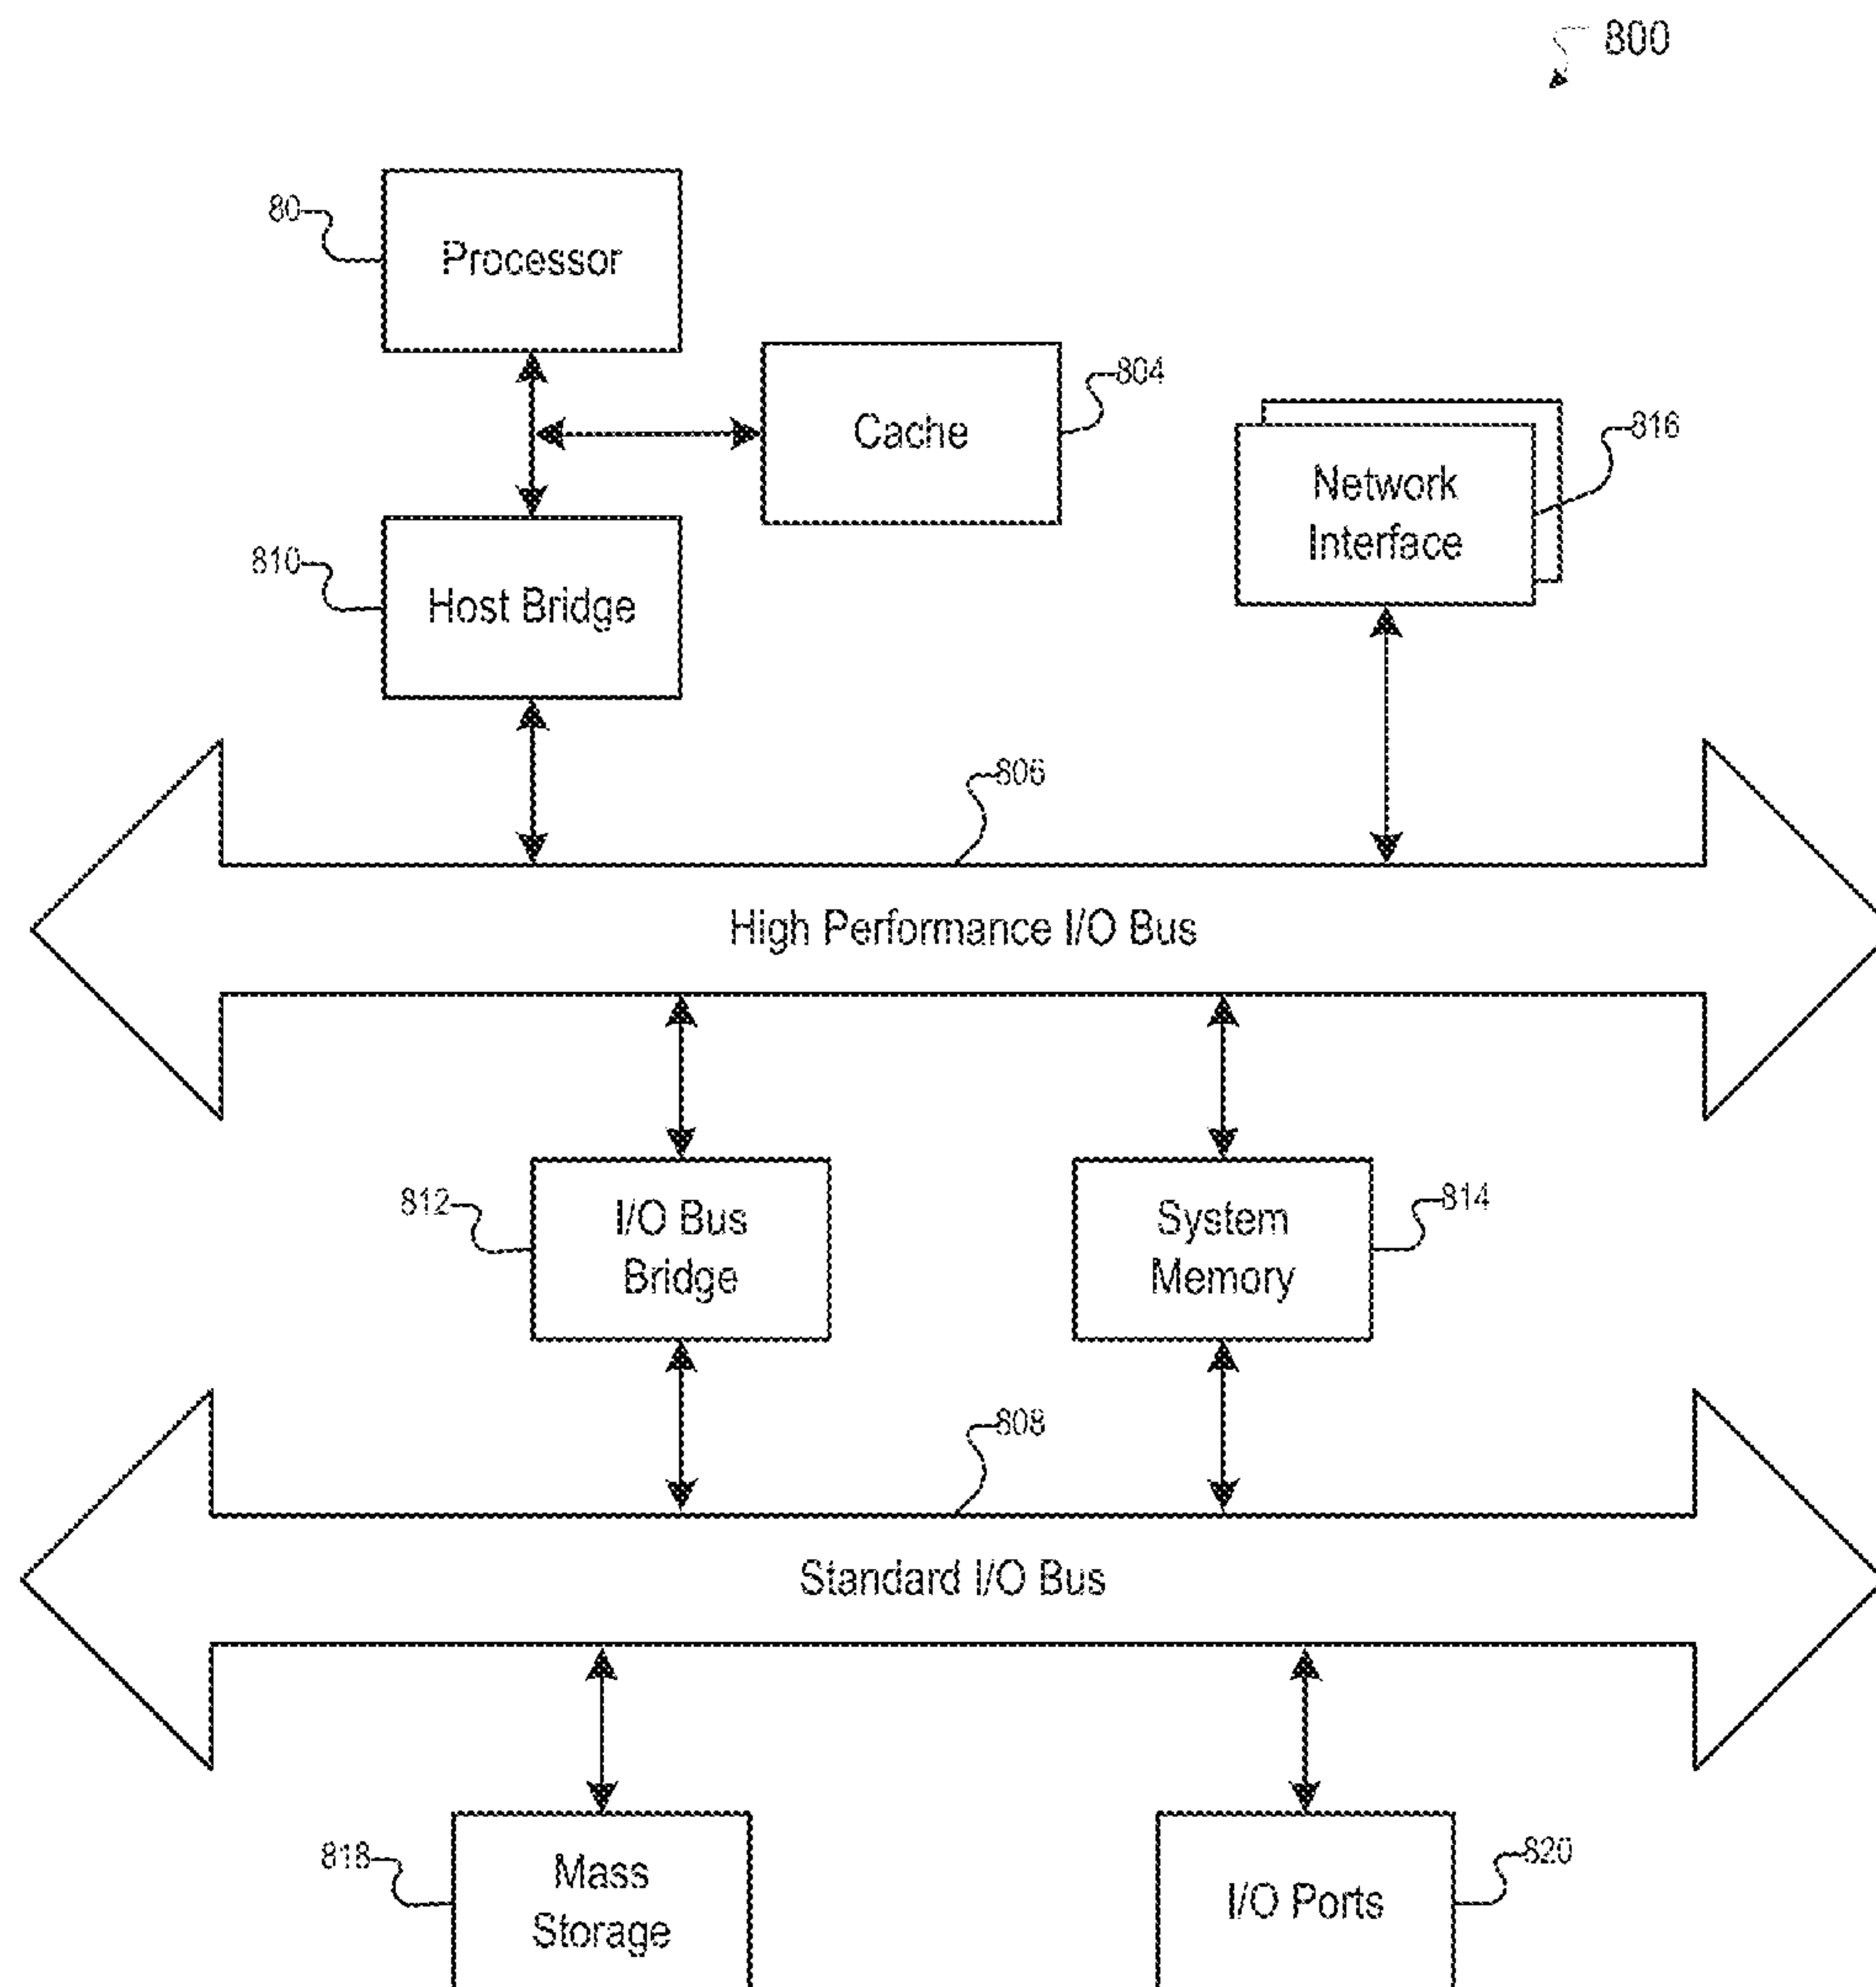 800
80
Processor
804
Cache
816
Network
Interface
810
Host Bridge
806
High Performance I/O Bus
812
I/O Bus
Bridge
System
Memory
814
808
Standard I/O Bus
818
Mass
Storage
I/O Ports
820